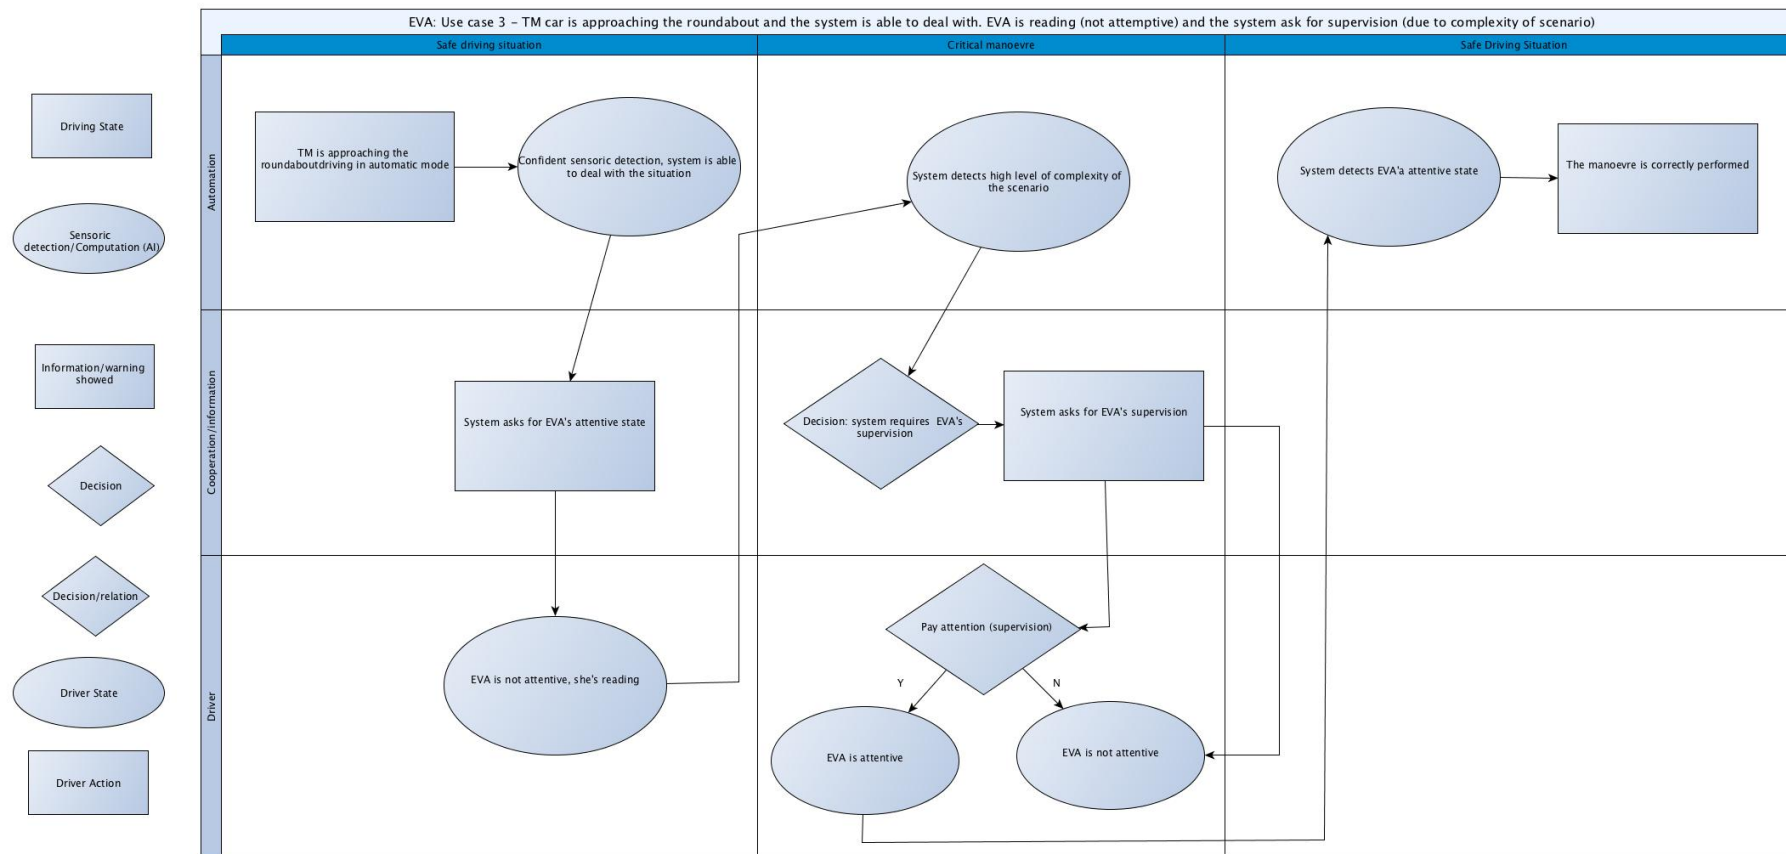 EVA: Use case 3 - TM car is approaching the roundabout and the system is able to deal with. EVA is reading (not attemptive) and the system ask for supervision (due to complexity of scenario)
Safe driving situation
Critical manoevre
Safe Driving Situation
Driving State
Sensoric
detection/Computation (AI)
Information/warning
showed
Decision
Decision/relation
Driver State
Driver Action
Automation
TM is approaching the
roundaboutdriving in automatic mode
Confident sensoric detection, system is able
to deal with the situation
System detects high level of complexity of
the scenario
System detects EVA'a attentive state
The manoevre is correctly performed
Cooperation/information
System asks for EVA's attentive state
Decision: system requires EVA's
supervision
System asks for EVA's supervision
Driver
EVA is not attentive, she's reading
Pay attention (supervision)
Y
N
EVA is attentive
EVA is not attentive